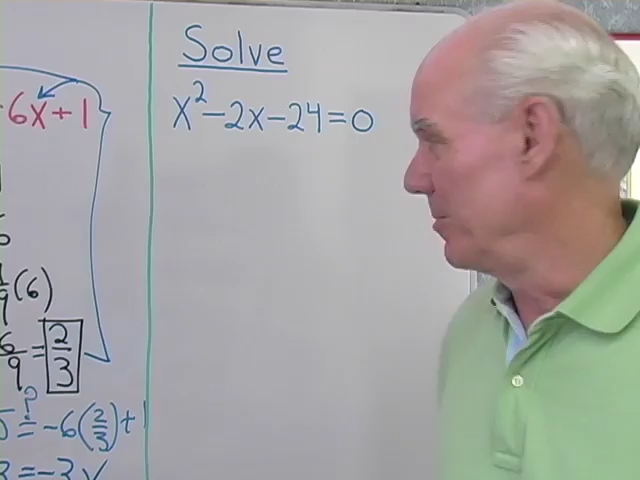 Solve
x² - 2x - 24 = 0
6x + 1
(6)
6/9 = 2/3
= -6(2/3) + 1
?
= -3 ✓